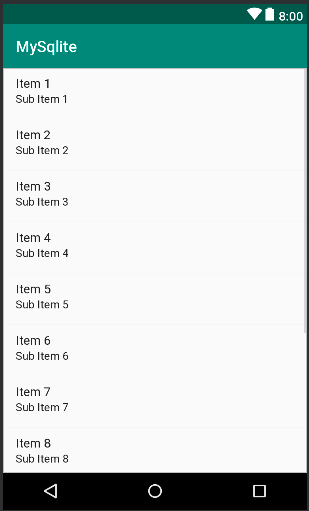 8:00
MySqlite
Item 1
Sub Item 1
Item 2
Sub Item 2
Item 3
Sub Item 3
Item 4
Sub Item 4
Item 5
Sub Item 5
Item 6
Sub Item 6
Item 7
Sub Item 7
Item 8
Sub Item 8